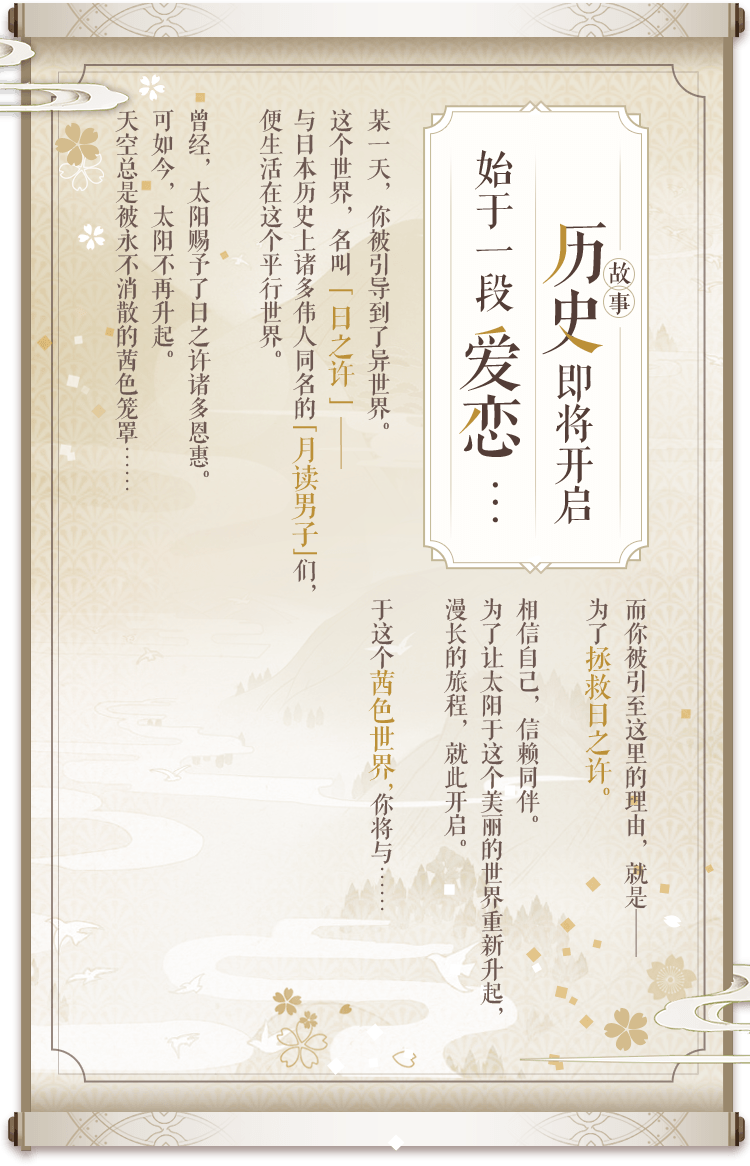 故事
历史即将开启
始于一段爱恋…
某一天，你被引导到了异世界。
这个世界，名叫「日之许」——
与日本历史上诸多伟人同名的「月读男子」们，
便生活在这个平行世界。
曾经，太阳赐予了日之许诸多恩惠。
可如今，太阳不再升起。
天空总是被永不消散的茜色笼罩……
而你被引至这里的理由，就是——
为了拯救日之许。
相信自己，信赖同伴。
为了让太阳于这个美丽的世界重新升起，
漫长的旅程，就此开启。
于这个茜色世界，你将与……